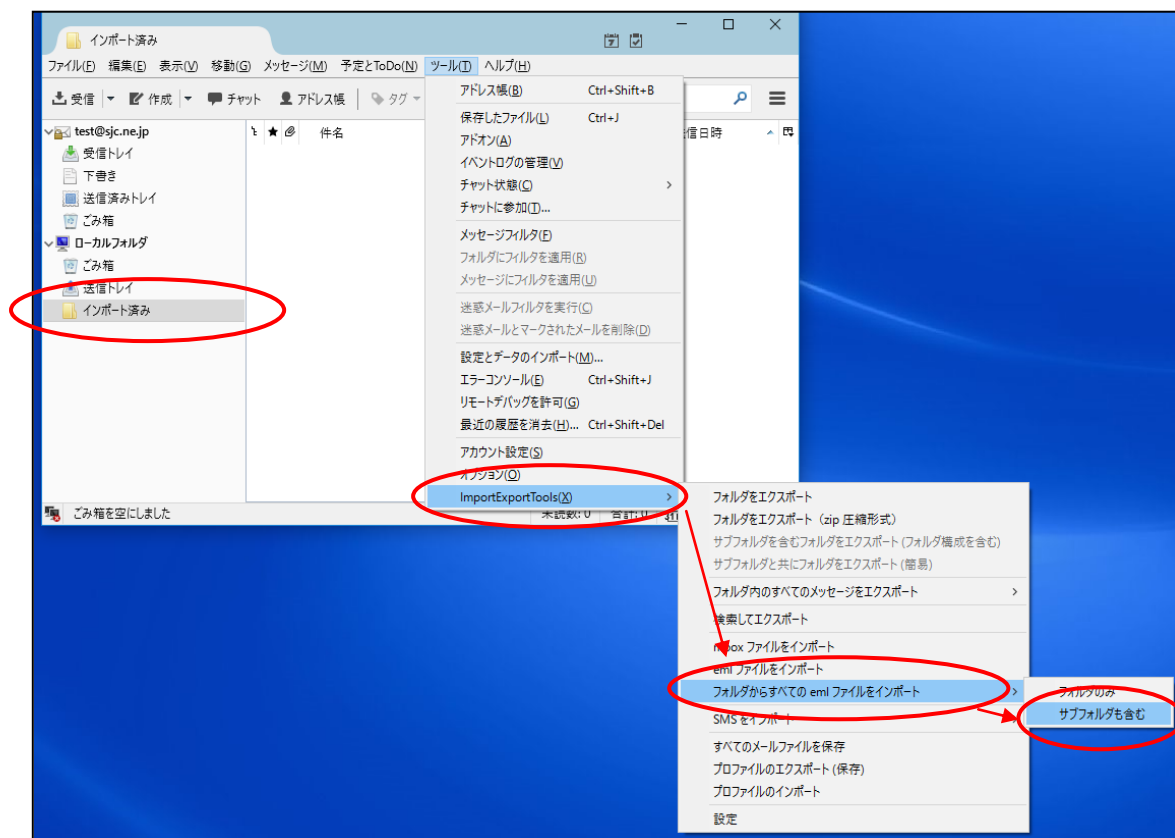 インポート済み
ファイル(F) 編集(E) 表示(V) 移動(G) メッセージ(M) 予定とToDo(N) ツール(T) ヘルプ(H)
受信 作成 チャット アドレス帳 タグ
test@sjc.ne.jp
受信トレイ
下書き
送信済みトレイ
ごみ箱
ローカルフォルダ
ごみ箱
送信トレイ
インポート済み
件名
信日時
アドレス帳(B) Ctrl+Shift+B
保存したファイル(L) Ctrl+J
アドオン(A)
イベントログの管理(V)
チャット状態(C)
チャットに参加(T)...
メッセージフィルタ(F)
フォルダにフィルタを適用(R)
メッセージにフィルタを適用(U)
迷惑メールフィルタを実行(C)
迷惑メールとマークされたメールを削除(D)
設定とデータのインポート(M)...
エラーコンソール(E) Ctrl+Shift+J
リモートデバッグを許可(G)
最近の履歴を消去(H)... Ctrl+Shift+Del
アカウント設定(S)
オプション(O)
ImportExportTools(X)
ごみ箱を空にしました
未読数: 0 合計: 0
フォルダをエクスポート
フォルダをエクスポート（zip 圧縮形式）
サブフォルダを含むフォルダをエクスポート (フォルダ構成を含む)
サブフォルダと共にフォルダをエクスポート (簡易)
フォルダ内のすべてのメッセージをエクスポート
検索してエクスポート
mbox ファイルをインポート
eml ファイルをインポート
フォルダからすべての eml ファイルをインポート
SMS をインポート
すべてのメールファイルを保存
プロファイルのエクスポート (保存)
プロファイルのインポート
設定
フォルダのみ
サブフォルダも含む